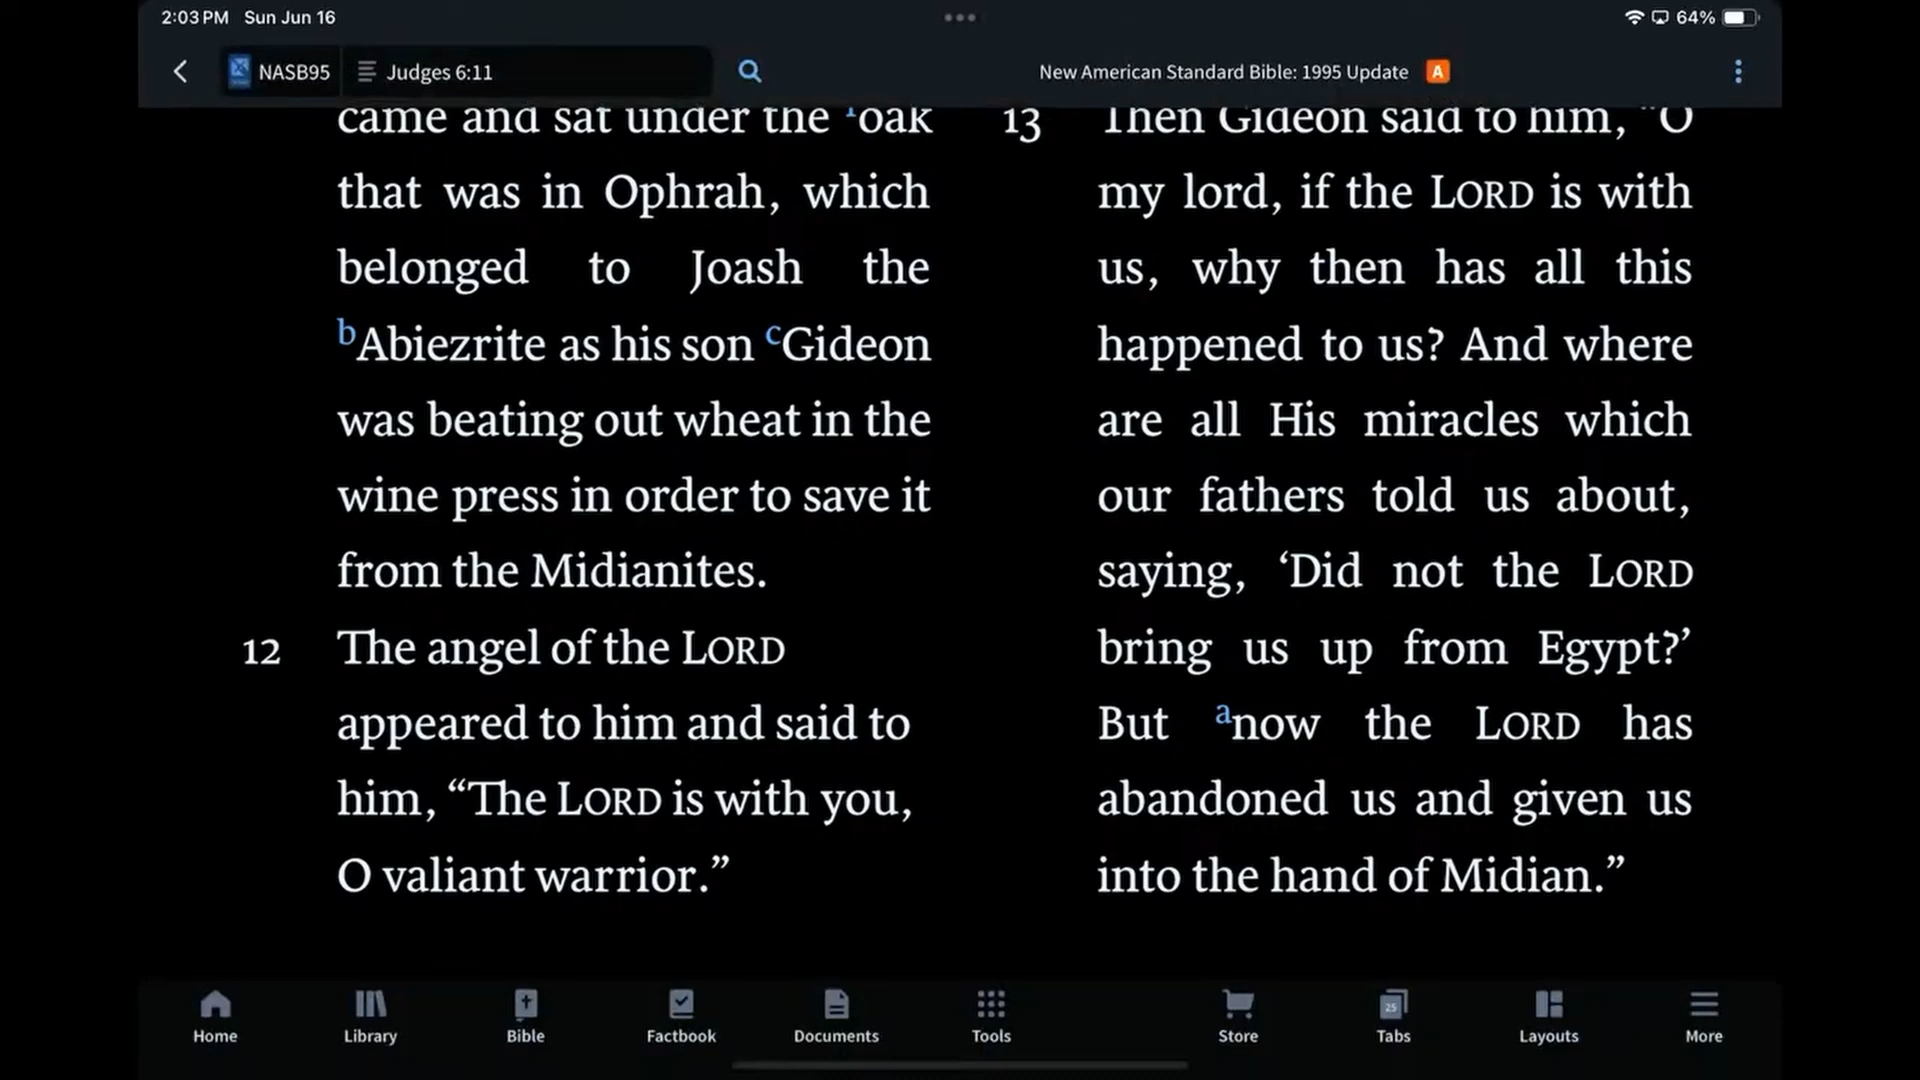 2:03 PM Sun Jun 16
64%
NASB95
Judges 6:11
New American Standard Bible: 1995 Update
A
came and sat under the 1oak
that was in Ophrah, which
belonged to Joash the
bAbiezrite as his son cGideon
was beating out wheat in the
wine press in order to save it
from the Midianites.
12 The angel of the LORD
appeared to him and said to
him, “The LORD is with you,
O valiant warrior.”
13 Then Gideon said to him, “O
my lord, if the LORD is with
us, why then has all this
happened to us? And where
are all His miracles which
our fathers told us about,
saying, ‘Did not the LORD
bring us up from Egypt?’
But anow the LORD has
abandoned us and given us
into the hand of Midian.”
Home
Library
Bible
Factbook
Documents
Tools
Store
25
Tabs
Layouts
More